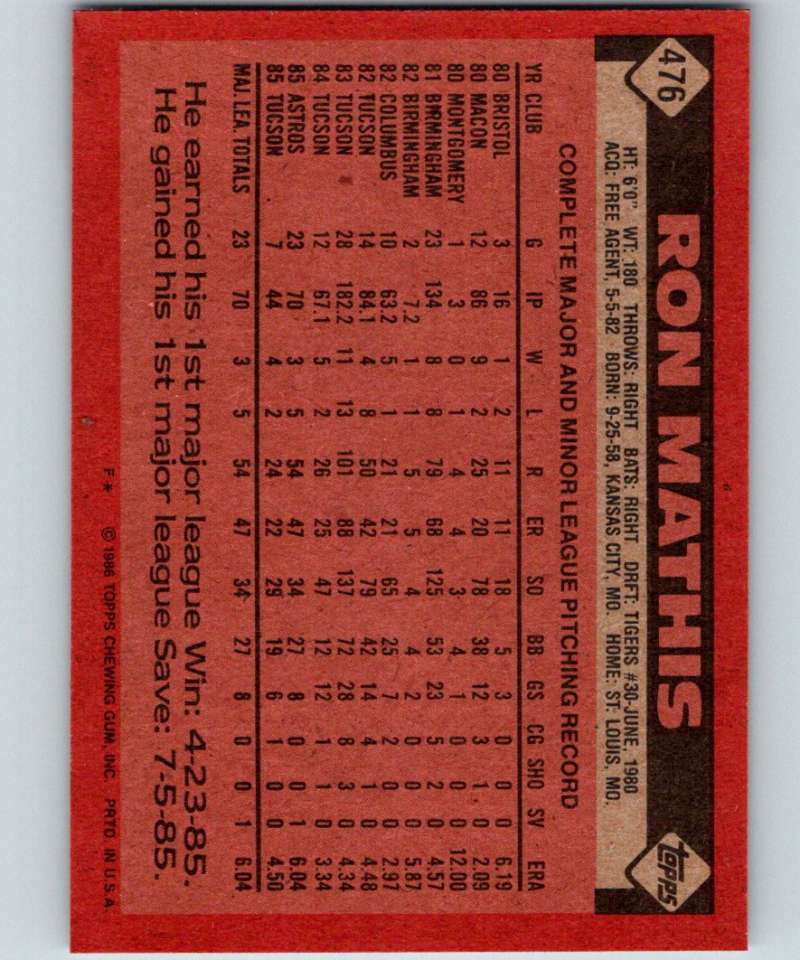 476
RON MATHIS
topps
HT: 6'0" WT: 180 THROWS: RIGHT BATS: RIGHT DRFT: TIGERS #30-JUNE, 1980
ACQ: FREE AGENT, 5-5-82 BORN: 9-25-58, KANSAS CITY, MO. HOME: ST. LOUIS, MO.
COMPLETE MAJOR AND MINOR LEAGUE PITCHING RECORD
YR CLUB G IP W L R ER SO BB GS CG SHO SV ERA
80 BRISTOL 3 16 1 2 11 11 18 5 3 0 0 0 6.19
80 MACON 12 86 9 2 25 20 78 38 12 3 1 0 2.09
80 MONTGOMERY 1 3 0 1 4 4 3 4 1 0 0 0 12.00
81 BIRMINGHAM 23 134 8 8 79 68 125 53 23 5 2 0 4.57
82 BIRMINGHAM 2 7.2 1 1 5 5 4 4 2 0 0 0 5.87
82 COLUMBUS 10 63.2 5 1 21 21 65 25 7 2 0 0 2.97
82 TUCSON 14 84.1 4 8 50 42 79 42 14 4 1 0 4.48
83 TUCSON 28 182.2 11 13 101 88 137 72 28 8 3 0 4.34
84 TUCSON 12 67.1 5 2 26 25 47 12 12 1 1 0 3.34
85 ASTROS 23 70 3 5 54 47 34 27 8 0 0 1 6.04
85 TUCSON 7 44 4 2 24 22 29 19 6 1 0 0 4.50
MAJ. LEA. TOTALS 23 70 3 5 54 47 34 27 8 0 0 1 6.04
He earned his 1st major league Win: 4-23-85.
He gained his 1st major league Save: 7-5-85.
F* © 1986 TOPPS CHEWING GUM, INC. PRTD. IN U.S.A.